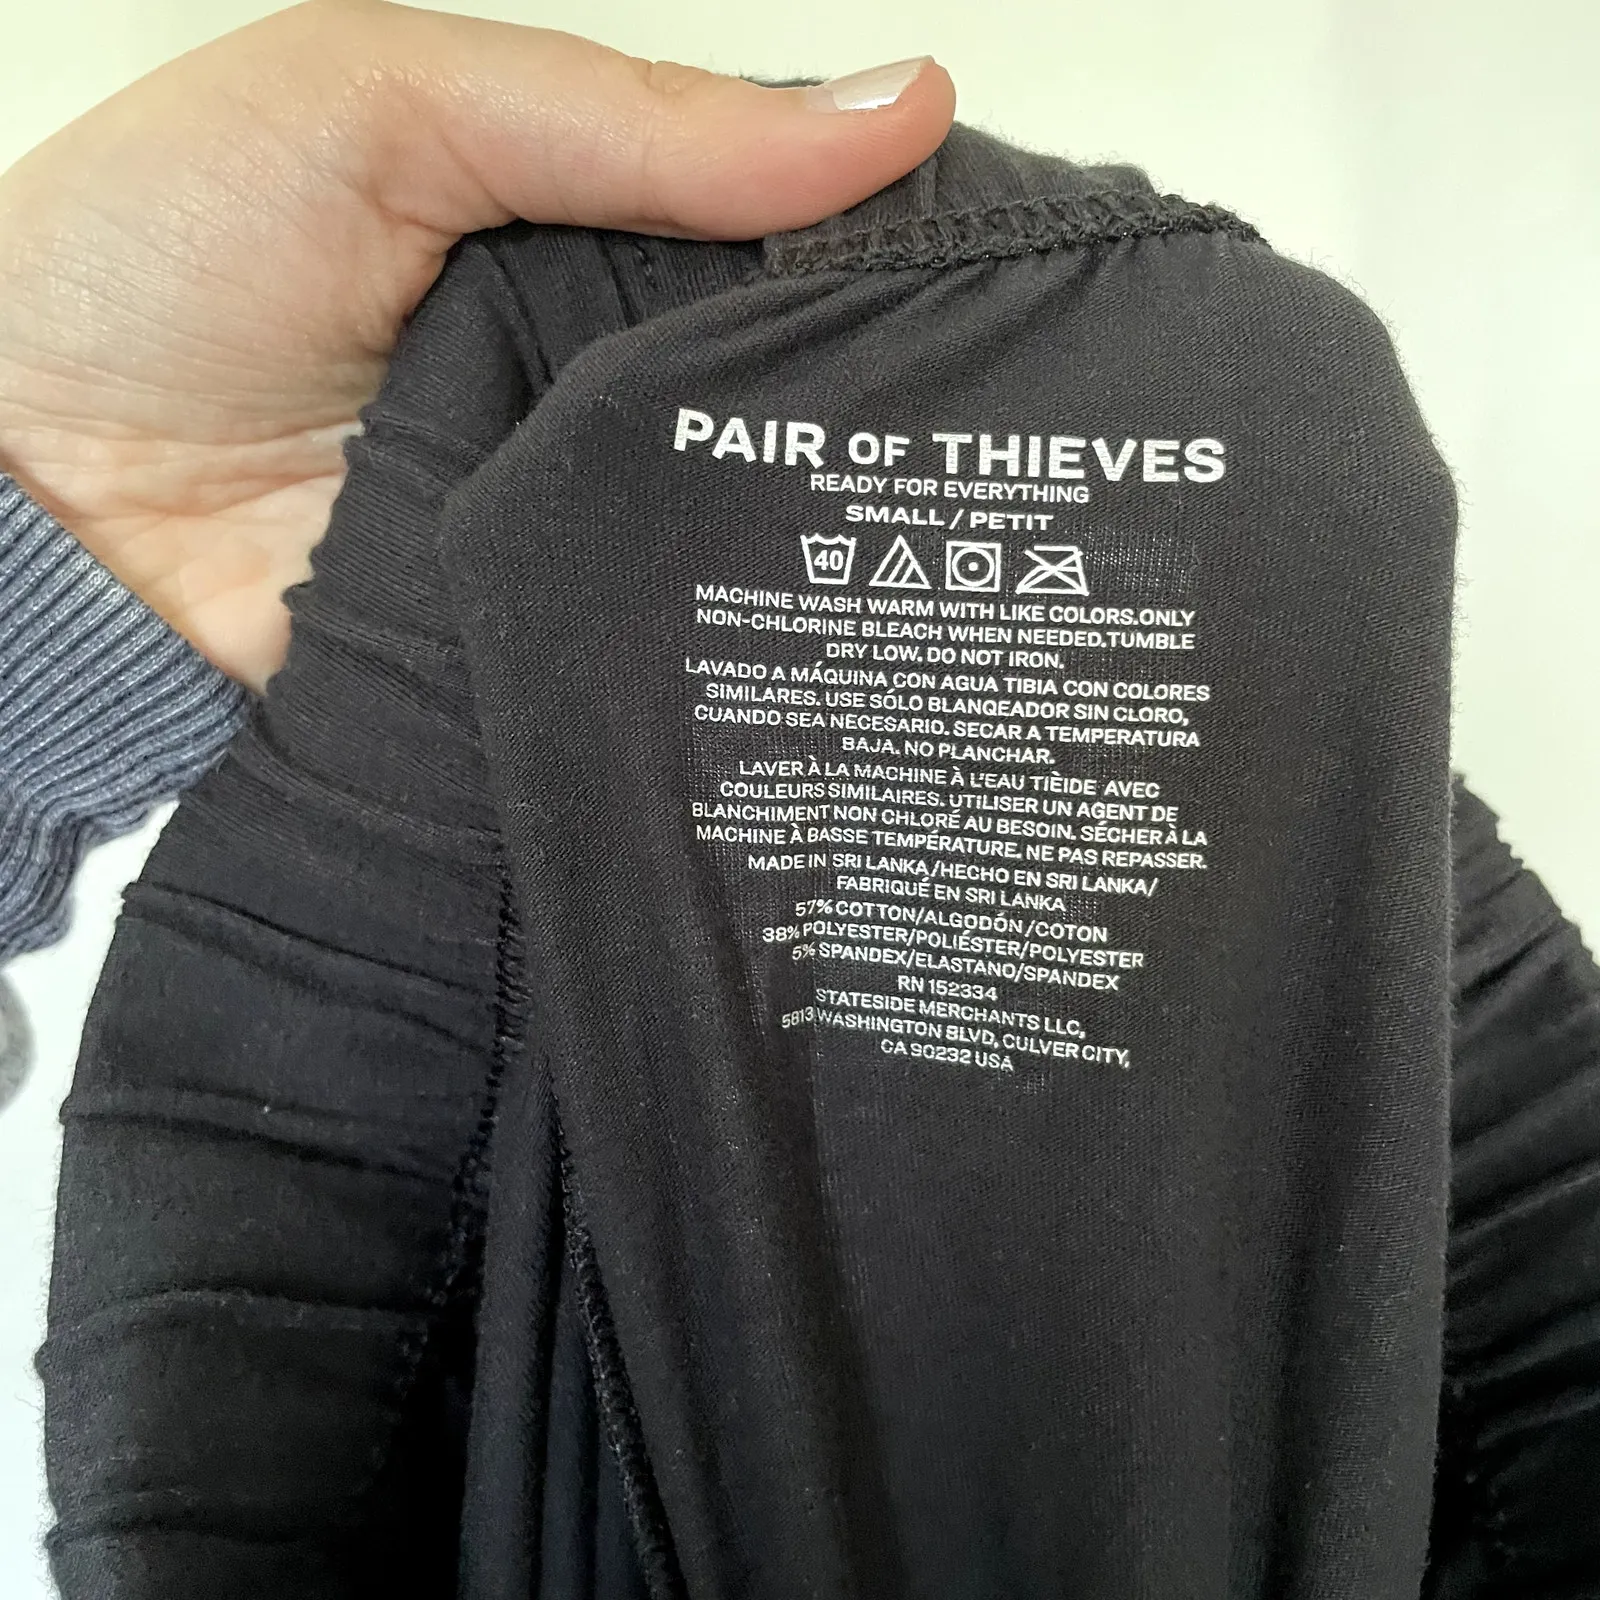 PAIR OF THIEVES
READY FOR EVERYTHING
SMALL / PETIT
40
MACHINE WASH WARM WITH LIKE COLORS.ONLY
NON-CHLORINE BLEACH WHEN NEEDED.TUMBLE
DRY LOW. DO NOT IRON.
LAVADO A MÁQUINA CON AGUA TIBIA CON COLORES
SIMILARES. USE SÓLO BLANQEADOR SIN CLORO,
CUANDO SEA NECESARIO. SECAR A TEMPERATURA
BAJA. NO PLANCHAR.
LAVER À LA MACHINE À L'EAU TIÈIDE AVEC
COULEURS SIMILAIRES. UTILISER UN AGENT DE
BLANCHIMENT NON CHLORÉ AU BESOIN. SÉCHER À LA
MACHINE À BASSE TEMPÉRATURE. NE PAS REPASSER.
MADE IN SRI LANKA/HECHO EN SRI LANKA/
FABRIQUÉ EN SRI LANKA
57% COTTON/ALGODÓN/COTON
38% POLYESTER/POLIÉSTER/POLYESTER
5% SPANDEX/ELASTANO/SPANDEX
RN 152334
STATESIDE MERCHANTS LLC,
5813 WASHINGTON BLVD, CULVER CITY,
CA 90232 USA